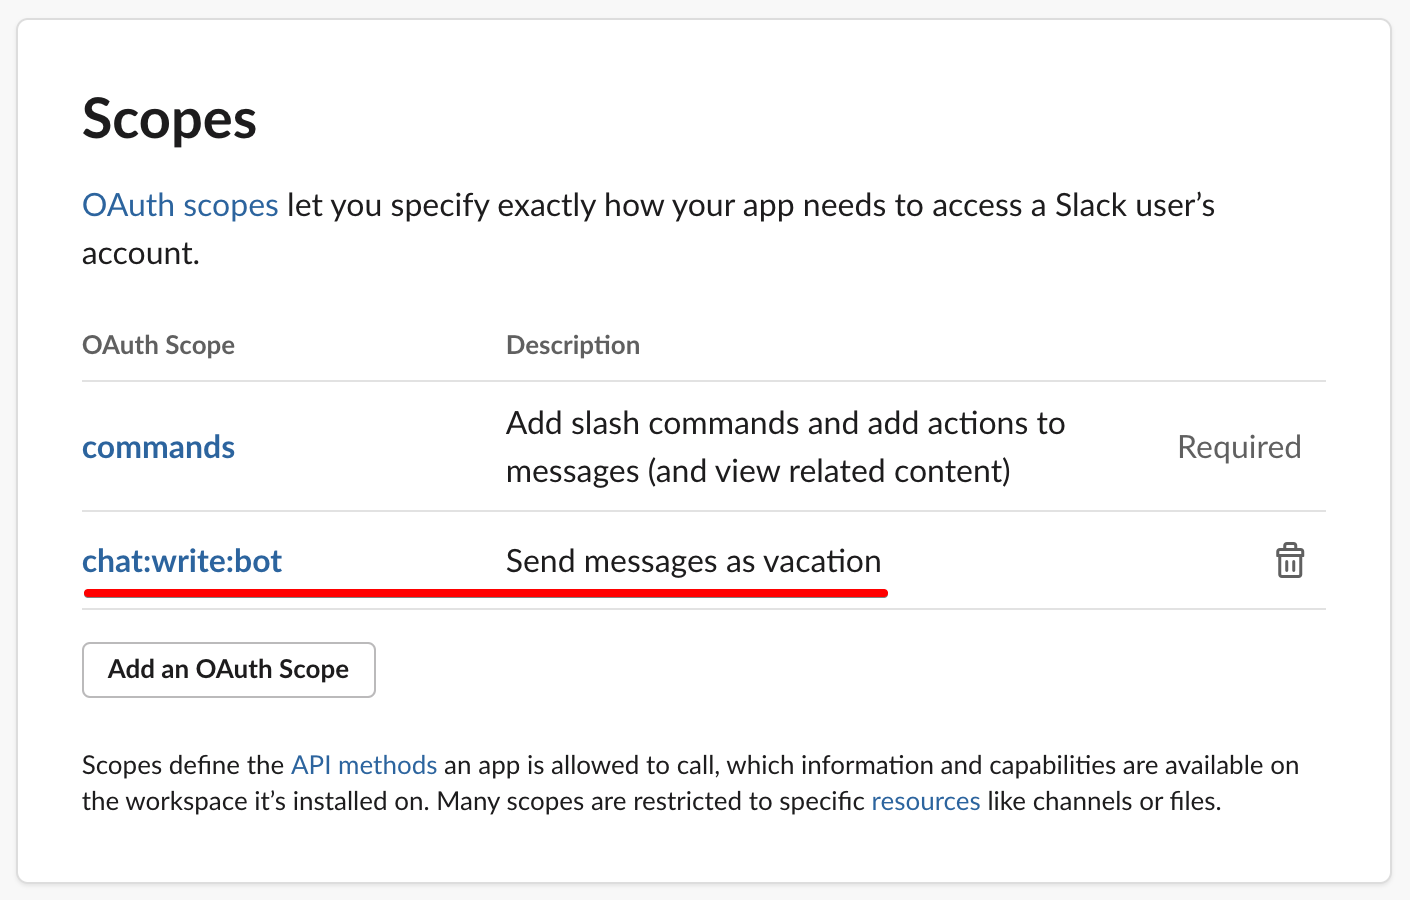 Scopes
OAuth scopes let you specify exactly how your app needs to access a Slack user’s
account.
OAuth Scope Description
commands
Add slash commands and add actions to
messages (and view related content)
Required
chat:write:bot Send messages as vacation
Add an OAuth Scope
Scopes define the API methods an app is allowed to call, which information and capabilities are available on
the workspace it’s installed on. Many scopes are restricted to specific resources like channels or files.